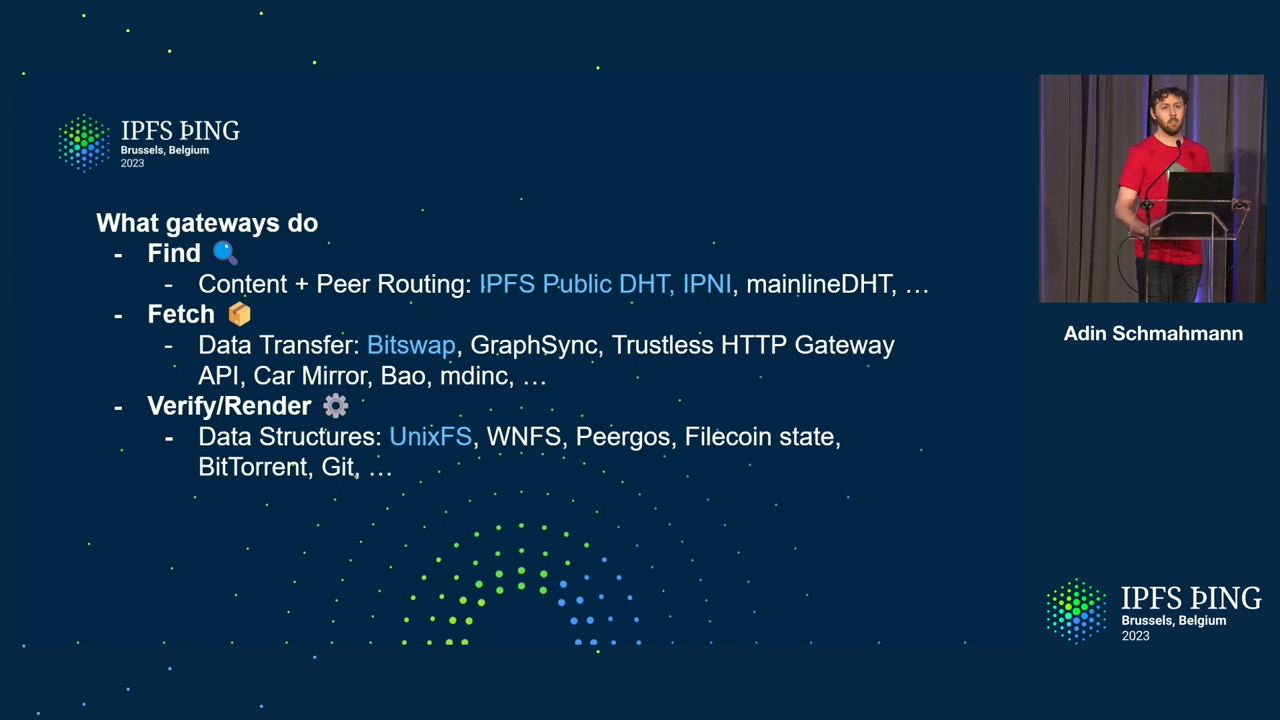 IPFS ÞING
Brussels, Belgium
2023
What gateways do
- Find 🔍
- Content + Peer Routing: IPFS Public DHT, IPNI, mainlineDHT, …
- Fetch 📦
- Data Transfer: Bitswap, GraphSync, Trustless HTTP Gateway
API, Car Mirror, Bao, mdinc, …
- Verify/Render ⚙️
- Data Structures: UnixFS, WNFS, Peergos, Filecoin state,
BitTorrent, Git, …
Adin Schmahmann
IPFS ÞING
Brussels, Belgium
2023